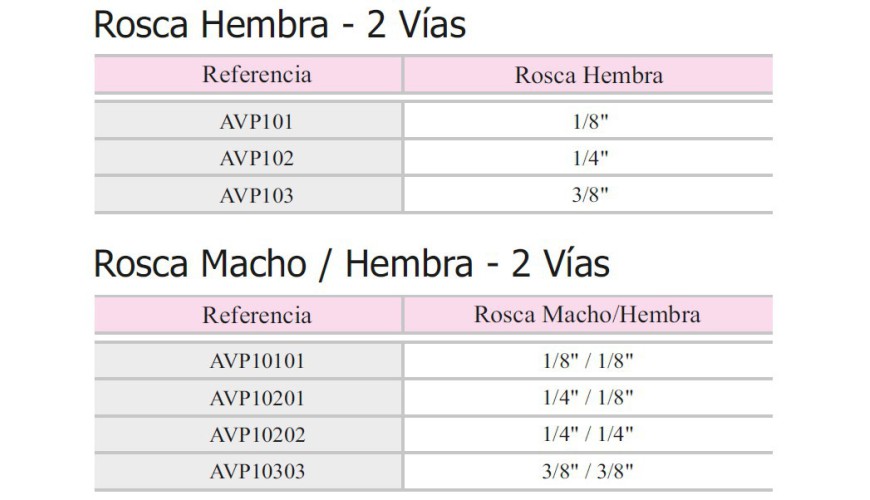 Rosca Hembra - 2 Vías
Referencia Rosca Hembra
AVP101 1/8"
AVP102 1/4"
AVP103 3/8"
Rosca Macho / Hembra - 2 Vías
Referencia Rosca Macho/Hembra
AVP10101 1/8" / 1/8"
AVP10201 1/4" / 1/8"
AVP10202 1/4" / 1/4"
AVP10303 3/8" / 3/8"